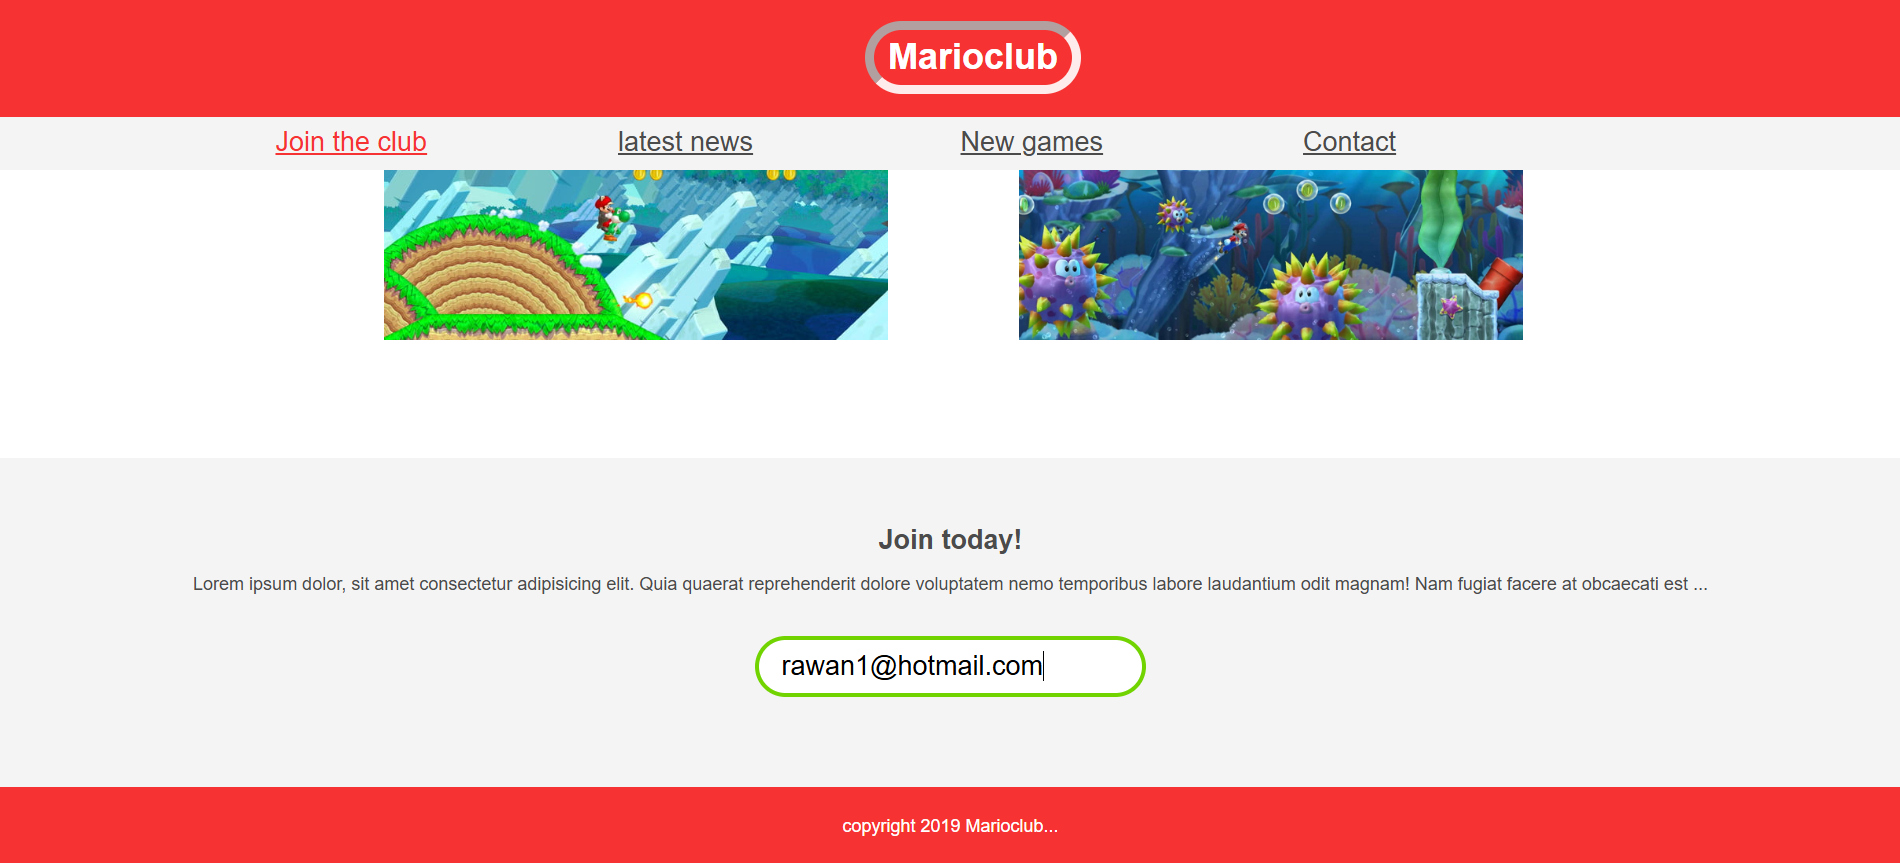 Marioclub
Join the club latest news New games Contact
Join today!
Lorem ipsum dolor, sit amet consectetur adipisicing elit. Quia quaerat reprehenderit dolore voluptatem nemo temporibus labore laudantium odit magnam! Nam fugiat facere at obcaecati est ...
rawan1@hotmail.com
copyright 2019 Marioclub...